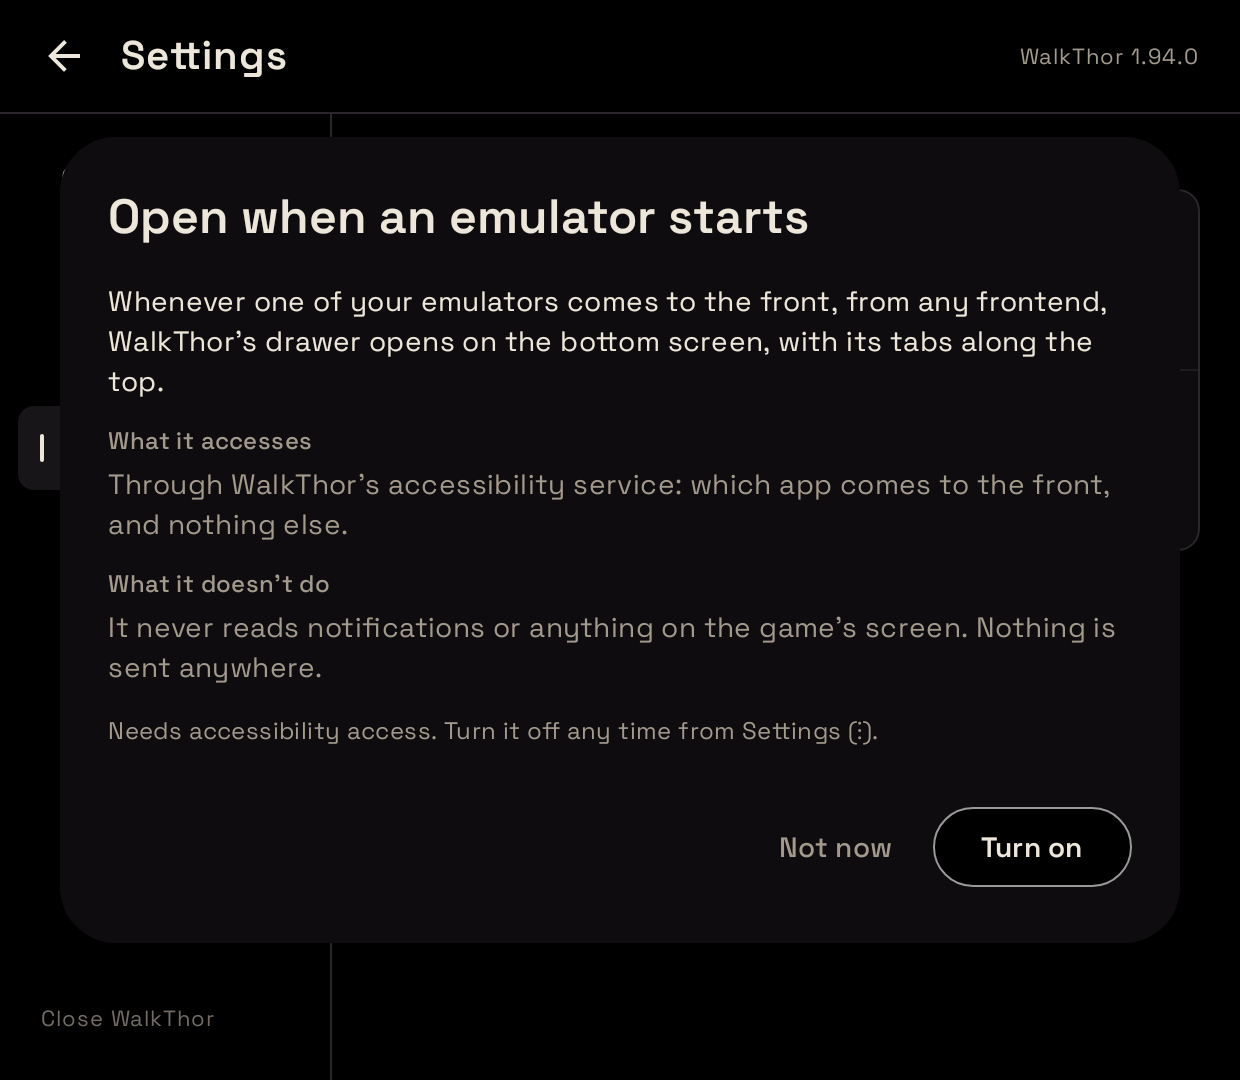 Settings
WalkThor 1.94.0
Open when an emulator starts
Whenever one of your emulators comes to the front, from any frontend,
WalkThor’s drawer opens on the bottom screen, with its tabs along the
top.
What it accesses
Through WalkThor’s accessibility service: which app comes to the front,
and nothing else.
What it doesn’t do
It never reads notifications or anything on the game’s screen. Nothing is
sent anywhere.
Needs accessibility access. Turn it off any time from Settings (⋮).
Not now
Turn on
Close WalkThor